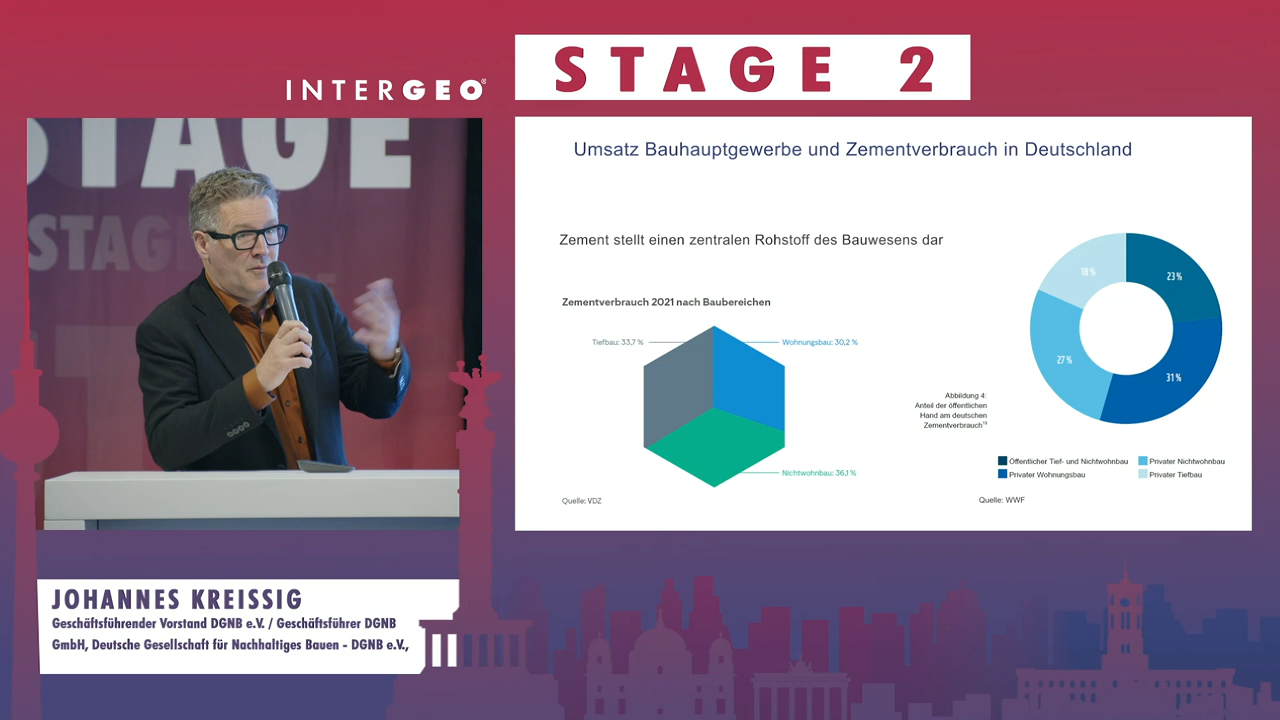 STAGE 2
INTERGEO®
STAGE
STAGE
Umsatz Bauhauptgewerbe und Zementverbrauch in Deutschland
Zement stellt einen zentralen Rohstoff des Bauwesens dar
Zementverbrauch 2021 nach Baubereichen
Tiefbau: 33,7 %
Wohnungsbau: 30,2 %
Nichtwohnbau: 36,1 %
Quelle: VDZ
18 %
23 %
27 %
31 %
Abbildung 4:
Anteil der öffentlichen
Hand am deutschen
Zementverbrauch¹³
Öffentlicher Tief- und Nichtwohnbau
Privater Nichtwohnbau
Privater Wohnungsbau
Privater Tiefbau
Quelle: WWF
JOHANNES KREISSIG
Geschäftsführender Vorstand DGNB e.V. / Geschäftsführer DGNB
GmbH, Deutsche Gesellschaft für Nachhaltiges Bauen - DGNB e.V.,